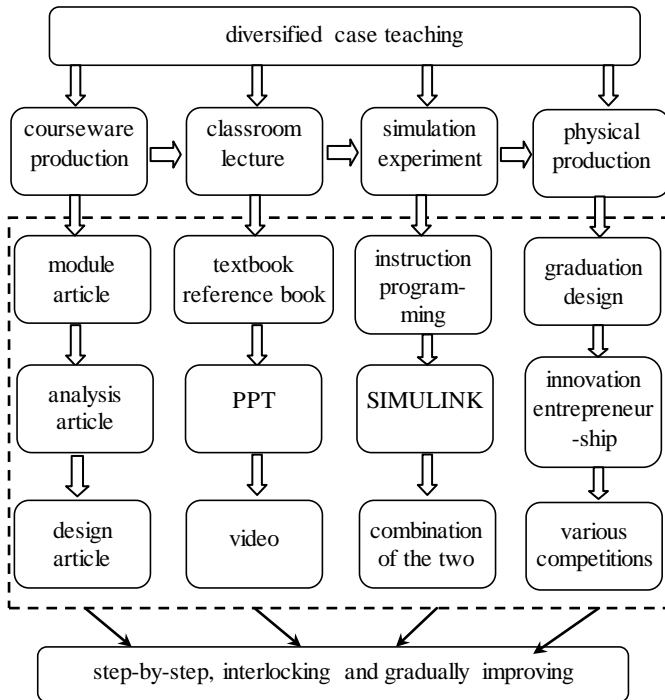 diversified case teaching
courseware
production
classroom
lecture
simulation
experiment
physical
production
module
article
textbook
reference book
instruction
program-
ming
graduation
design
analysis
article
PPT
SIMULINK
innovation
entrepreneur
-ship
design
article
video
combination
of the two
various
competitions
step-by-step, interlocking and gradually improving